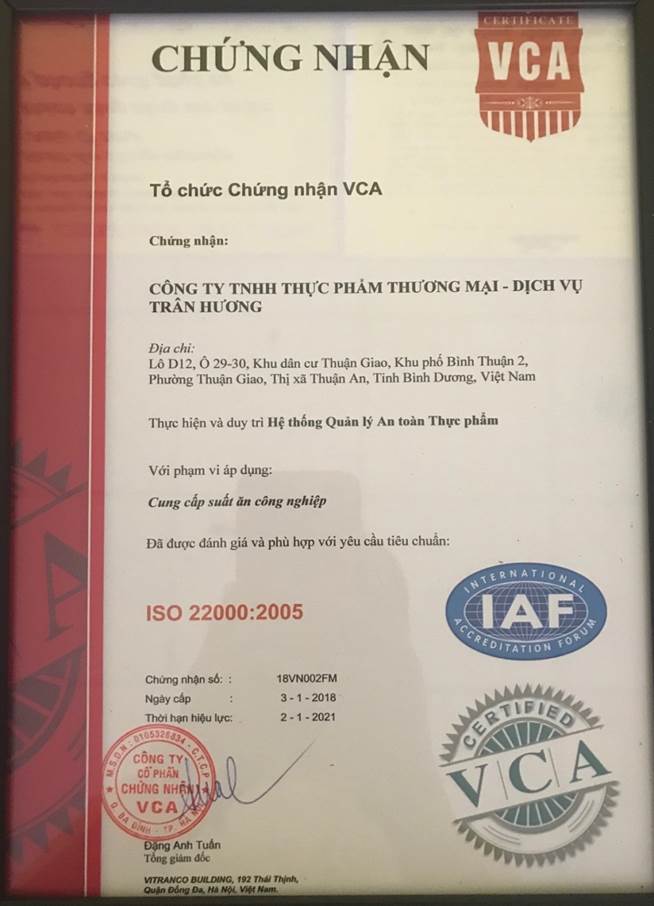 CERTIFICATE
VCA
CHỨNG NHẬN
Tổ chức Chứng nhận VCA
Chứng nhận:
CÔNG TY TNHH THỰC PHẨM THƯƠNG MẠI - DỊCH VỤ
TRÂN HƯƠNG
Địa chỉ:
Lô D12, Ô 29-30, Khu dân cư Thuận Giao, Khu phố Bình Thuận 2,
Phường Thuận Giao, Thị xã Thuận An, Tỉnh Bình Dương, Việt Nam
Thực hiện và duy trì Hệ thống Quản lý An toàn Thực phẩm
Với phạm vi áp dụng:
Cung cấp suất ăn công nghiệp
Đã được đánh giá và phù hợp với yêu cầu tiêu chuẩn:
INTERNATIONAL
IAF
ACCREDITATION FORUM
ISO 22000:2005
Chứng nhận số: : 18VN002FM
Ngày cấp : 3 - 1 - 2018
Thời hạn hiệu lực: 2 - 1 - 2021
CERTIFIED
VCA
M.S.D.N: 0105326834 - C.T.C.P
CÔNG TY
CỔ PHẦN
CHỨNG NHẬN
VCA
Q. BA ĐÌNH - TP. HÀ NỘI
Đặng Anh Tuấn
Tổng giám đốc
VITRANCO BUILDING, 192 Thái Thịnh,
Quận Đống Đa, Hà Nội, Việt Nam.